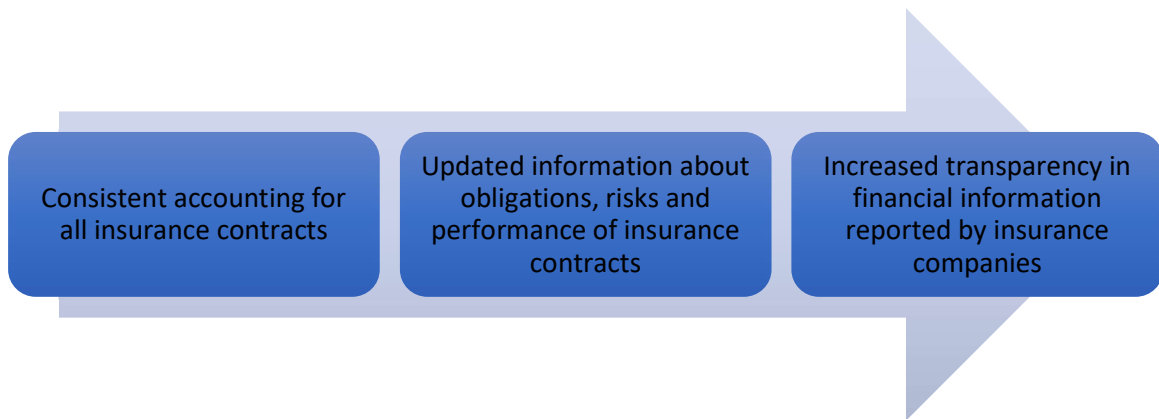 Consistent accounting for
all insurance contracts
Updated information about
obligations, risks and
performance of insurance
contracts
Increased transparency in
financial information
reported by insurance
companies